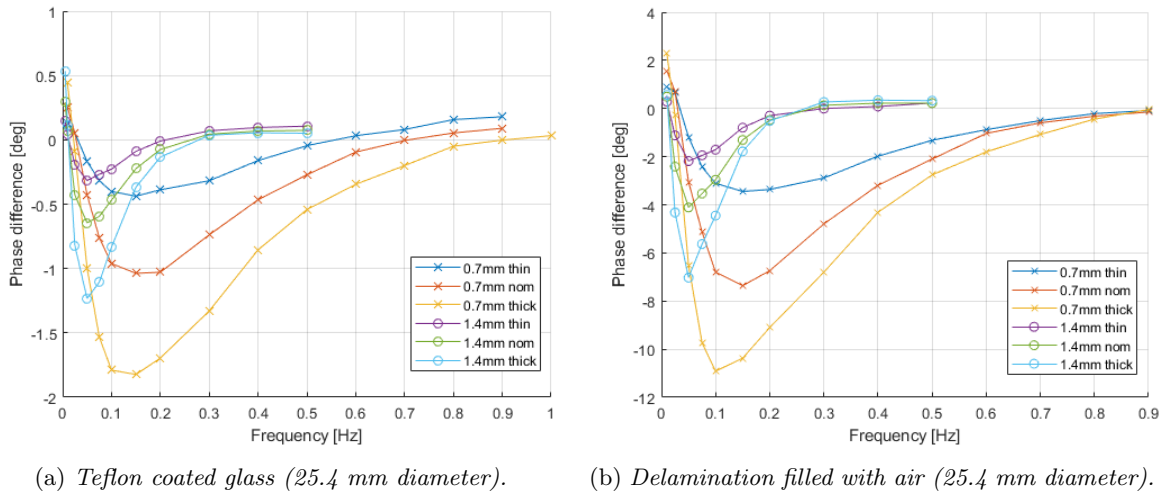 1
0.5
0
-0.5
-1
-1.5
-2
Phase difference [deg]
0 0.1 0.2 0.3 0.4 0.5 0.6 0.7 0.8 0.9 1
Frequency [Hz]
0.7mm thin
0.7mm nom
0.7mm thick
1.4mm thin
1.4mm nom
1.4mm thick
(a) Teflon coated glass (25.4 mm diameter).
4
2
0
-2
-4
-6
-8
-10
-12
Phase difference [deg]
0 0.1 0.2 0.3 0.4 0.5 0.6 0.7 0.8 0.9
Frequency [Hz]
0.7mm thin
0.7mm nom
0.7mm thick
1.4mm thin
1.4mm nom
1.4mm thick
(b) Delamination filled with air (25.4 mm diameter).